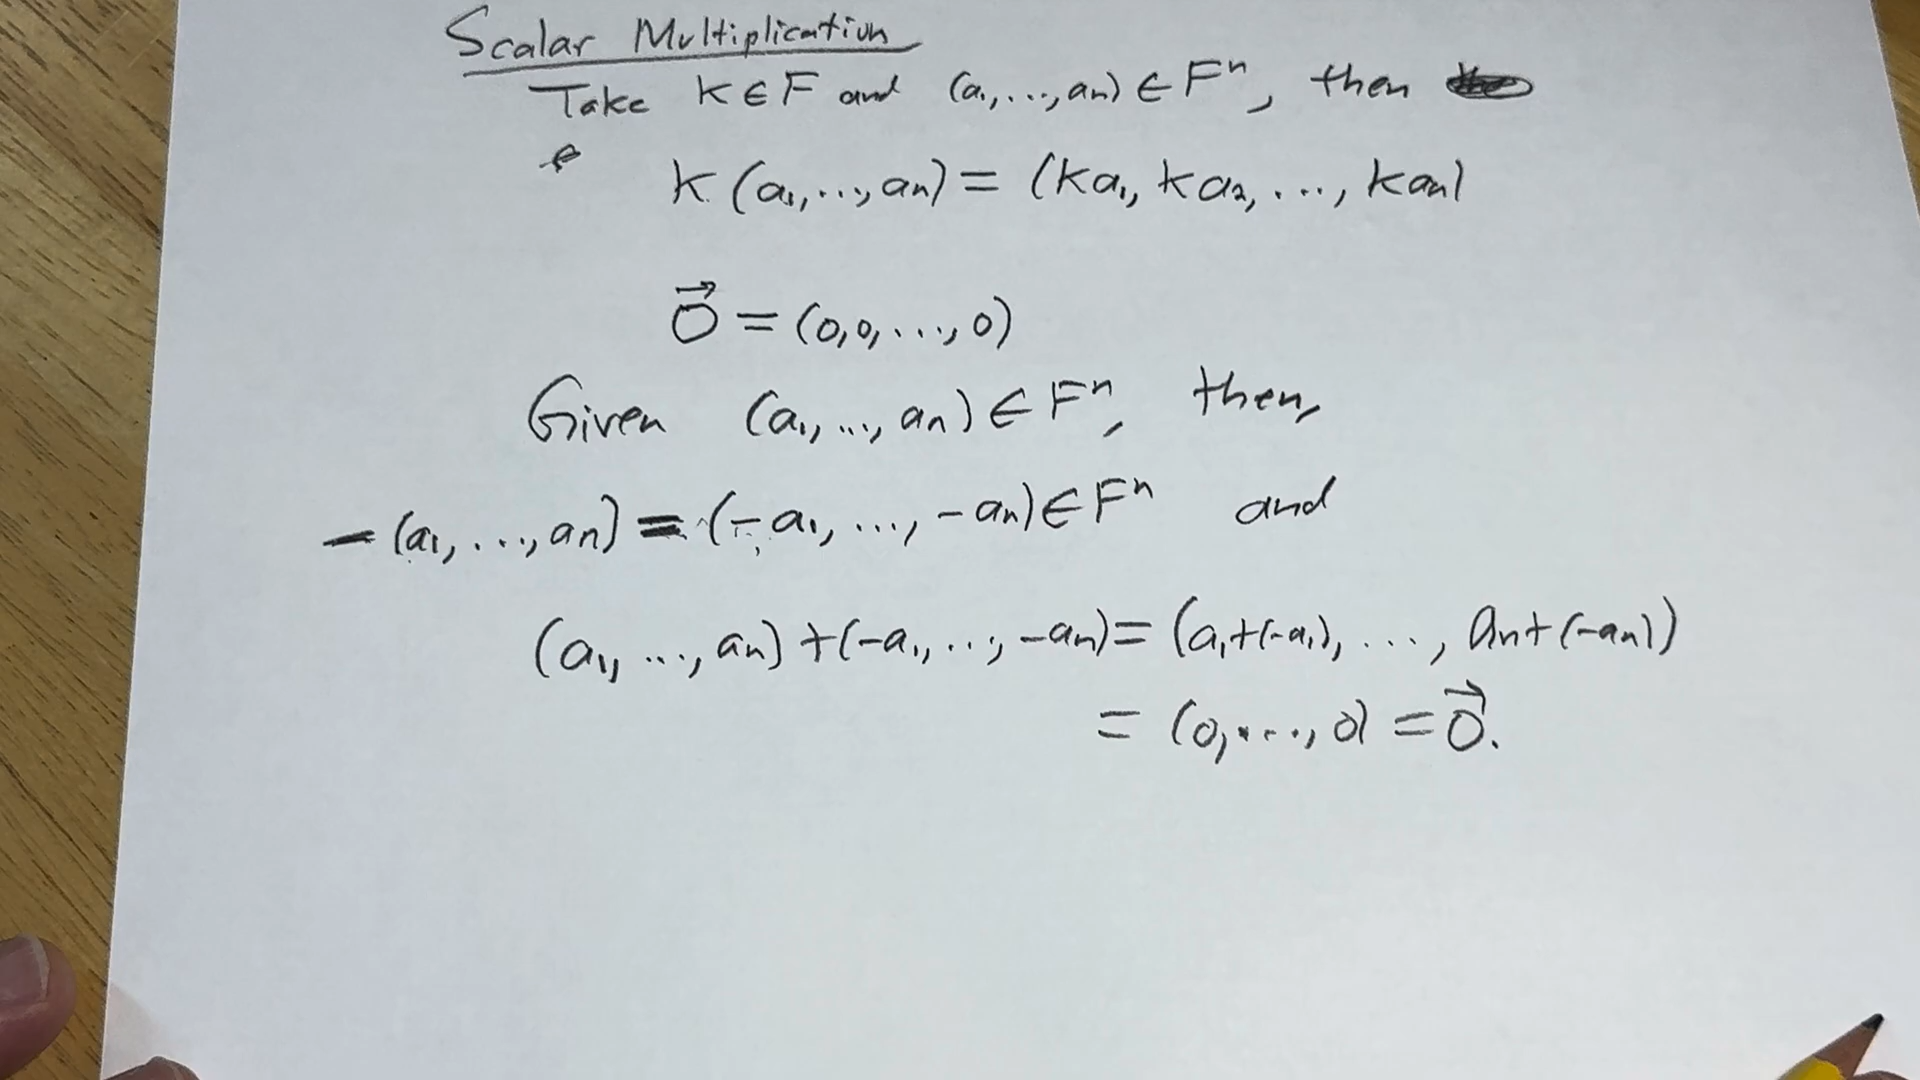 Scalar Multiplication
Take K ∈ F and (a₁, ..., aₙ) ∈ Fⁿ, then
K (a₁, ..., aₙ) = (Ka₁, Ka₂, ..., Kaₙ)
0⃗ = (0,0, ..., 0)
Given (a₁, ..., aₙ) ∈ Fⁿ, then,
-(a₁, ..., aₙ) = (-a₁, ..., -aₙ) ∈ Fⁿ and
(a₁, ..., aₙ) + (-a₁, ..., -aₙ) = (a₁+(-a₁), ..., aₙ+(-aₙ))
= (0, ..., 0) = 0⃗.